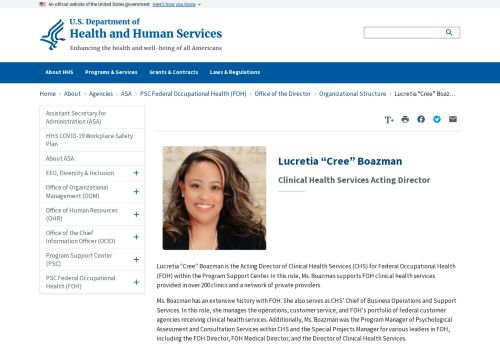 An official website of the United States government Here's how you know
U.S. Department of
Health and Human Services
Enhancing the health and well-being of all Americans
About HHS Programs & Services Grants & Contracts Laws & Regulations
Home > About > Agencies > ASA > PSC Federal Occupational Health (FOH) > Office of the Director > Organizational Structure > Lucretia “Cree” Boaz...
Assistant Secretary for
Administration (ASA)
HHS COVID-19 Workplace Safety
Plan
About ASA
EEO, Diversity & Inclusion +
Office of Organizational
Management (OOM) +
Office of Human Resources
(OHR) +
Office of the Chief
Information Officer (OCIO) +
Program Support Center
(PSC) +
PSC Federal Occupational
Health (FOH) +
T+
Lucretia “Cree” Boazman
Clinical Health Services Acting Director
Lucretia "Cree" Boazman is the Acting Director of Clinical Health Services (CHS) for Federal Occupational Health
(FOH) within the Program Support Center. In this role, Ms. Boazman supports FOH clinical health services
provided in over 200 clinics and a network of private providers.
Ms. Boazman has an extensive history with FOH. She also serves as CHS' Chief of Business Operations and Support
Services. In this role, she manages the operations, customer service, and FOH's portfolio of federal customer
agencies receiving clinical health services. Additionally, Ms. Boazman was the Program Manager of Psychological
Assessment and Consultation Services within CHS and the Special Projects Manager for various leaders in FOH,
including the FOH Director, FOH Medical Director, and the Director of Clinical Health Services.